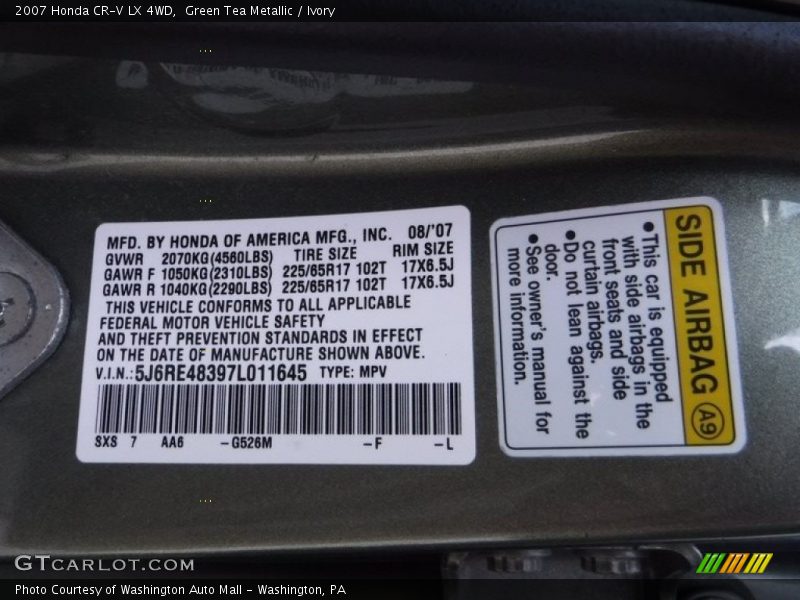 2007 Honda CR-V LX 4WD, Green Tea Metallic / Ivory
MFD. BY HONDA OF AMERICA MFG., INC. 08/'07
GVWR 2070KG(4560LBS) TIRE SIZE RIM SIZE
GAWR F 1050KG(2310LBS) 225/65R17 102T 17X6.5J
GAWR R 1040KG(2290LBS) 225/65R17 102T 17X6.5J
THIS VEHICLE CONFORMS TO ALL APPLICABLE
FEDERAL MOTOR VEHICLE SAFETY
AND THEFT PREVENTION STANDARDS IN EFFECT
ON THE DATE OF MANUFACTURE SHOWN ABOVE.
V.I.N.: 5J6RE48397L011645 TYPE: MPV
SXS 7 AA6 -G526M -F -L
SIDE AIRBAG A9
•This car is equipped
with side airbags in the
front seats and side
curtain airbags.
•Do not lean against the
door.
•See owner's manual for
more information.
GTCARLOT.COM
Photo Courtesy of Washington Auto Mall - Washington, PA